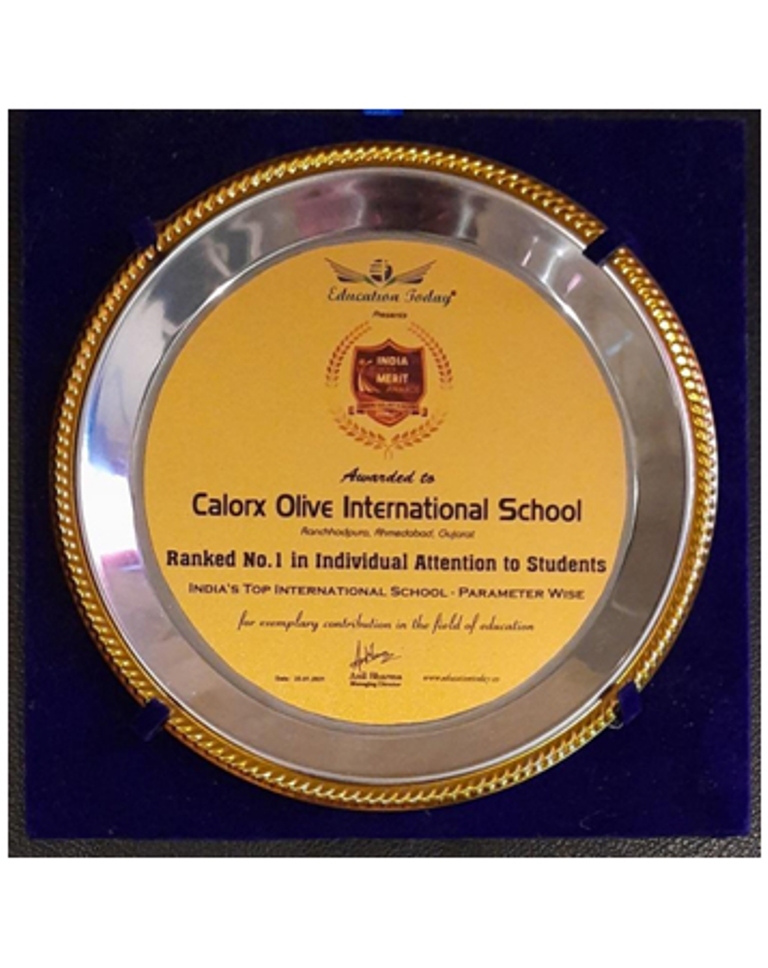 Education Today®
Presents
INDIA
MERIT
Awarded to
Calorx Olive International School
Ranchhodpura, Ahmedabad, Gujarat
Ranked No.1 in Individual Attention to Students
INDIA'S TOP INTERNATIONAL SCHOOL - PARAMETER WISE
for exemplary contribution in the field of education
Anil Sharma
Date: Managing Director www.educationtoday.co